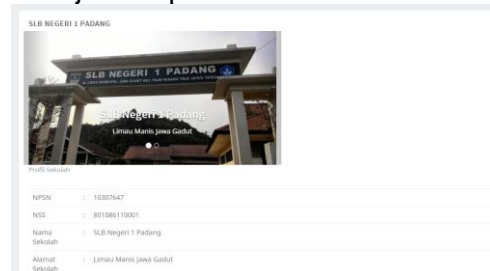 SLB NEGERI 1 PADANG
SLB NEGERI 1 PADANG
SLB Negeri 1 Padang
Limau Manis Jawa Gadut
Profil Sekolah
NPSN : 10307647
NSS : 801086110001
Nama Sekolah : SLB Negeri 1 Padang
Alamat Sekolah : Limau Manis Jawa Gadut